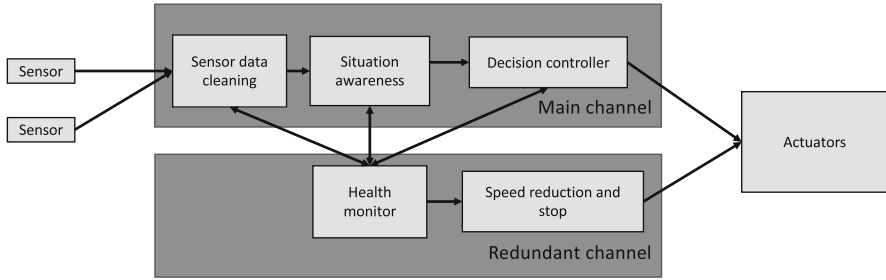 Sensor
Sensor
Sensor data
cleaning
Situation
awareness
Decision controller
Main channel
Actuators
Health
monitor
Speed reduction and
stop
Redundant channel